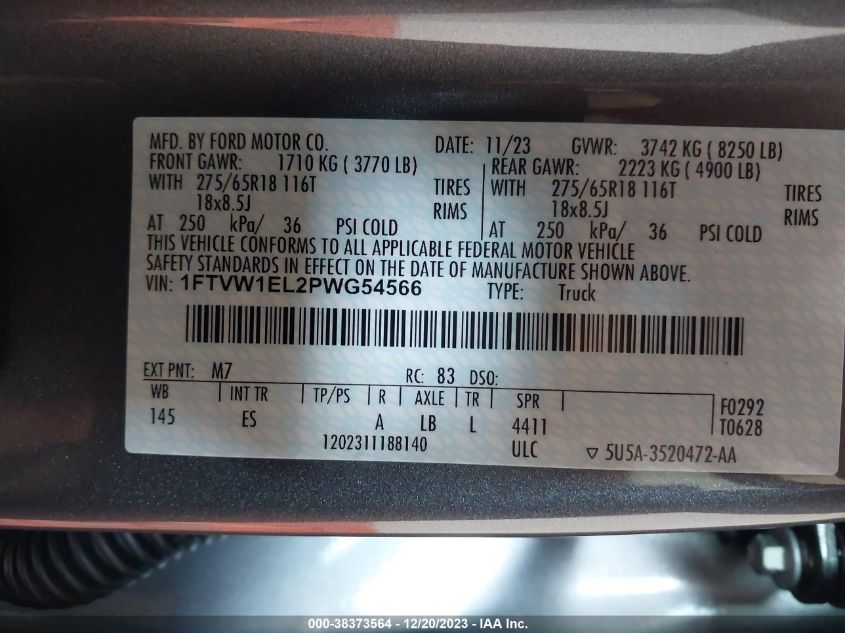 MFD. BY FORD MOTOR CO. DATE: 11/23 GVWR: 3742 KG ( 8250 LB)
FRONT GAWR: 1710 KG ( 3770 LB) REAR GAWR: 2223 KG ( 4900 LB)
WITH 275/65R18 116T TIRES WITH 275/65R18 116T TIRES
18x8.5J RIMS 18x8.5J RIMS
AT 250 kPa/ 36 PSI COLD AT 250 kPa/ 36 PSI COLD
THIS VEHICLE CONFORMS TO ALL APPLICABLE FEDERAL MOTOR VEHICLE
SAFETY STANDARDS IN EFFECT ON THE DATE OF MANUFACTURE SHOWN ABOVE.
VIN: 1FTVW1EL2PWG54566 TYPE: Truck
EXT PNT: M7 RC: 83 DSO:
WB INT TR TP/PS R AXLE TR SPR F0292
145 ES A LB L 4411 T0628
1202311188140 ULC ▽ 5U5A-3520472-AA
000-38373564 - 12/20/2023 - IAA Inc.